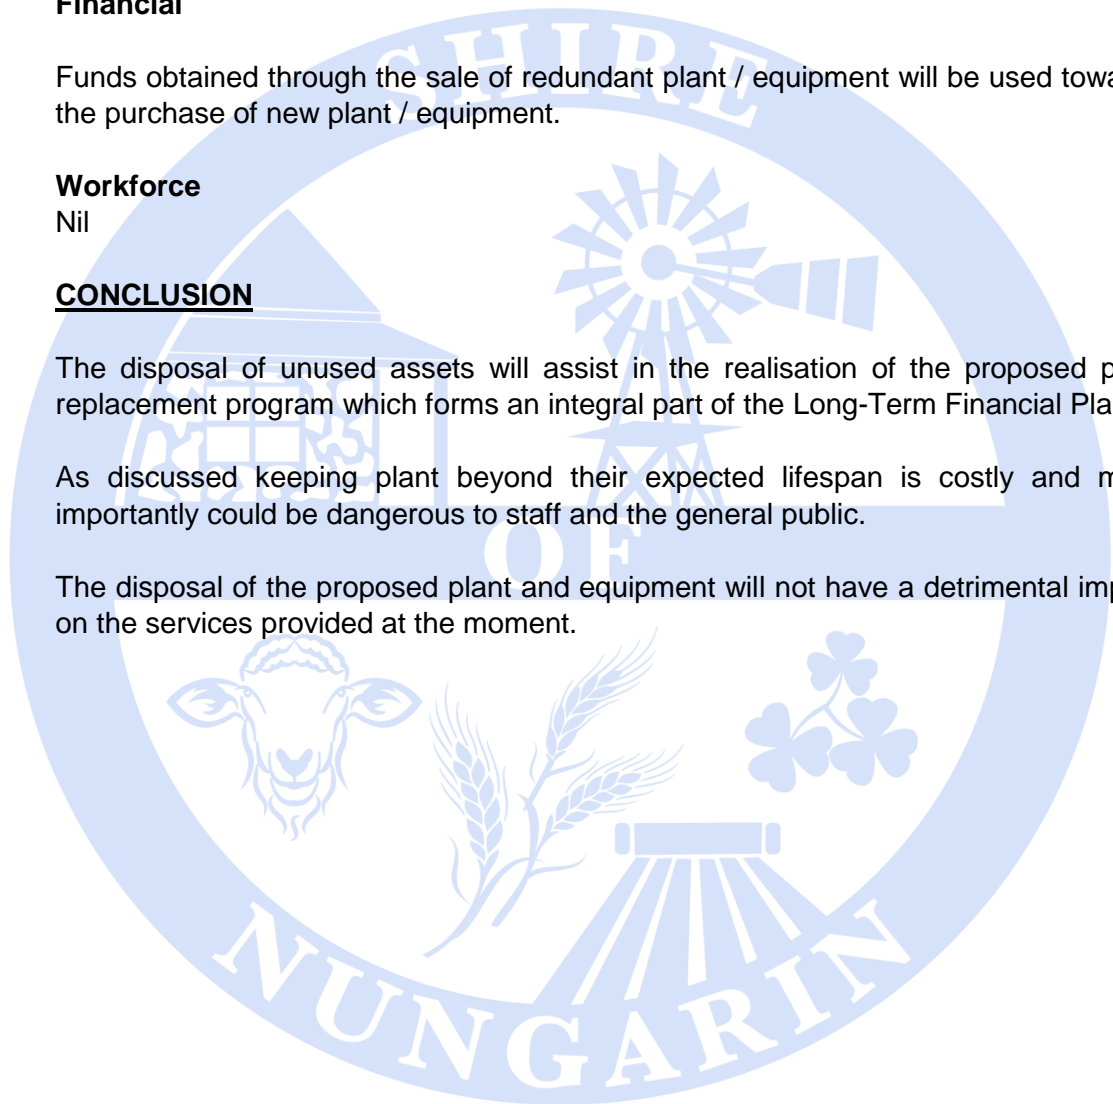 Financial
Funds obtained through the sale of redundant plant / equipment will be used
the purchase of new plant / equipment.
Workforce
Nil
CONCLUSION
The disposal of unused assets will assist in the realisation of the proposed
replacement program which forms an integral part of the Long-Term Financial
As discussed keeping plant beyond their expected lifespan is costly and
importantly could be dangerous to staff and the general public.
The disposal of the proposed plant and equipment will not have a detrimental
on the services provided at the moment.
SHIRE
OF
NUNGARIN